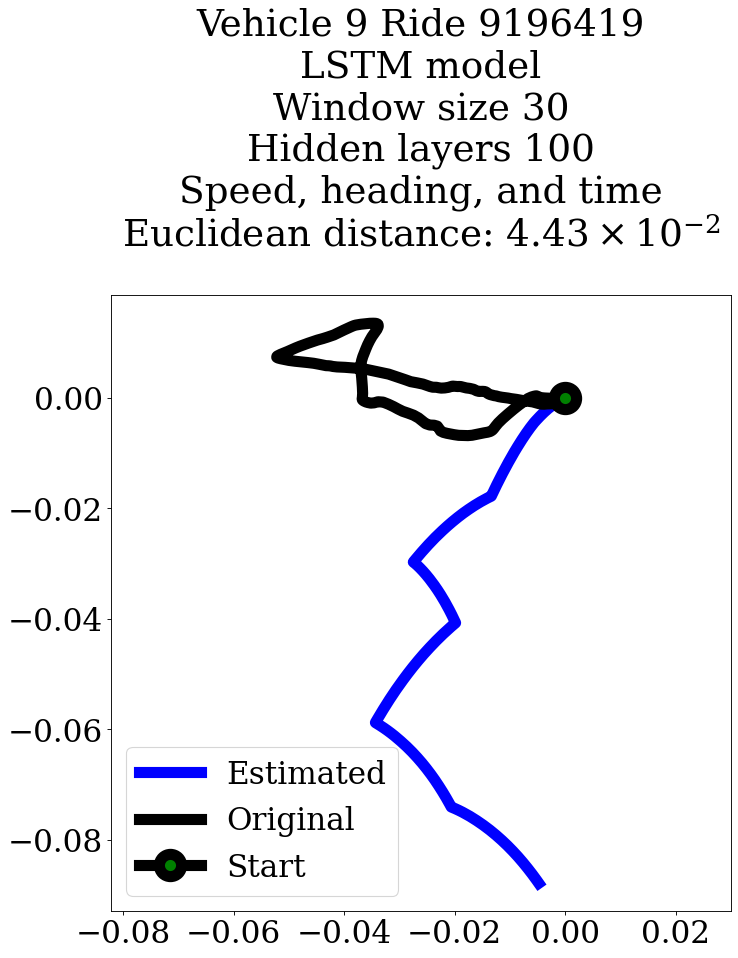 Vehicle 9 Ride 9196419
LSTM model
Window size 30
Hidden layers 100
Speed, heading, and time
Euclidean distance: 4.43 × 10⁻²
0.00
−0.02
−0.04
−0.06
−0.08
Estimated
Original
Start
−0.08 −0.06 −0.04 −0.02 0.00 0.02